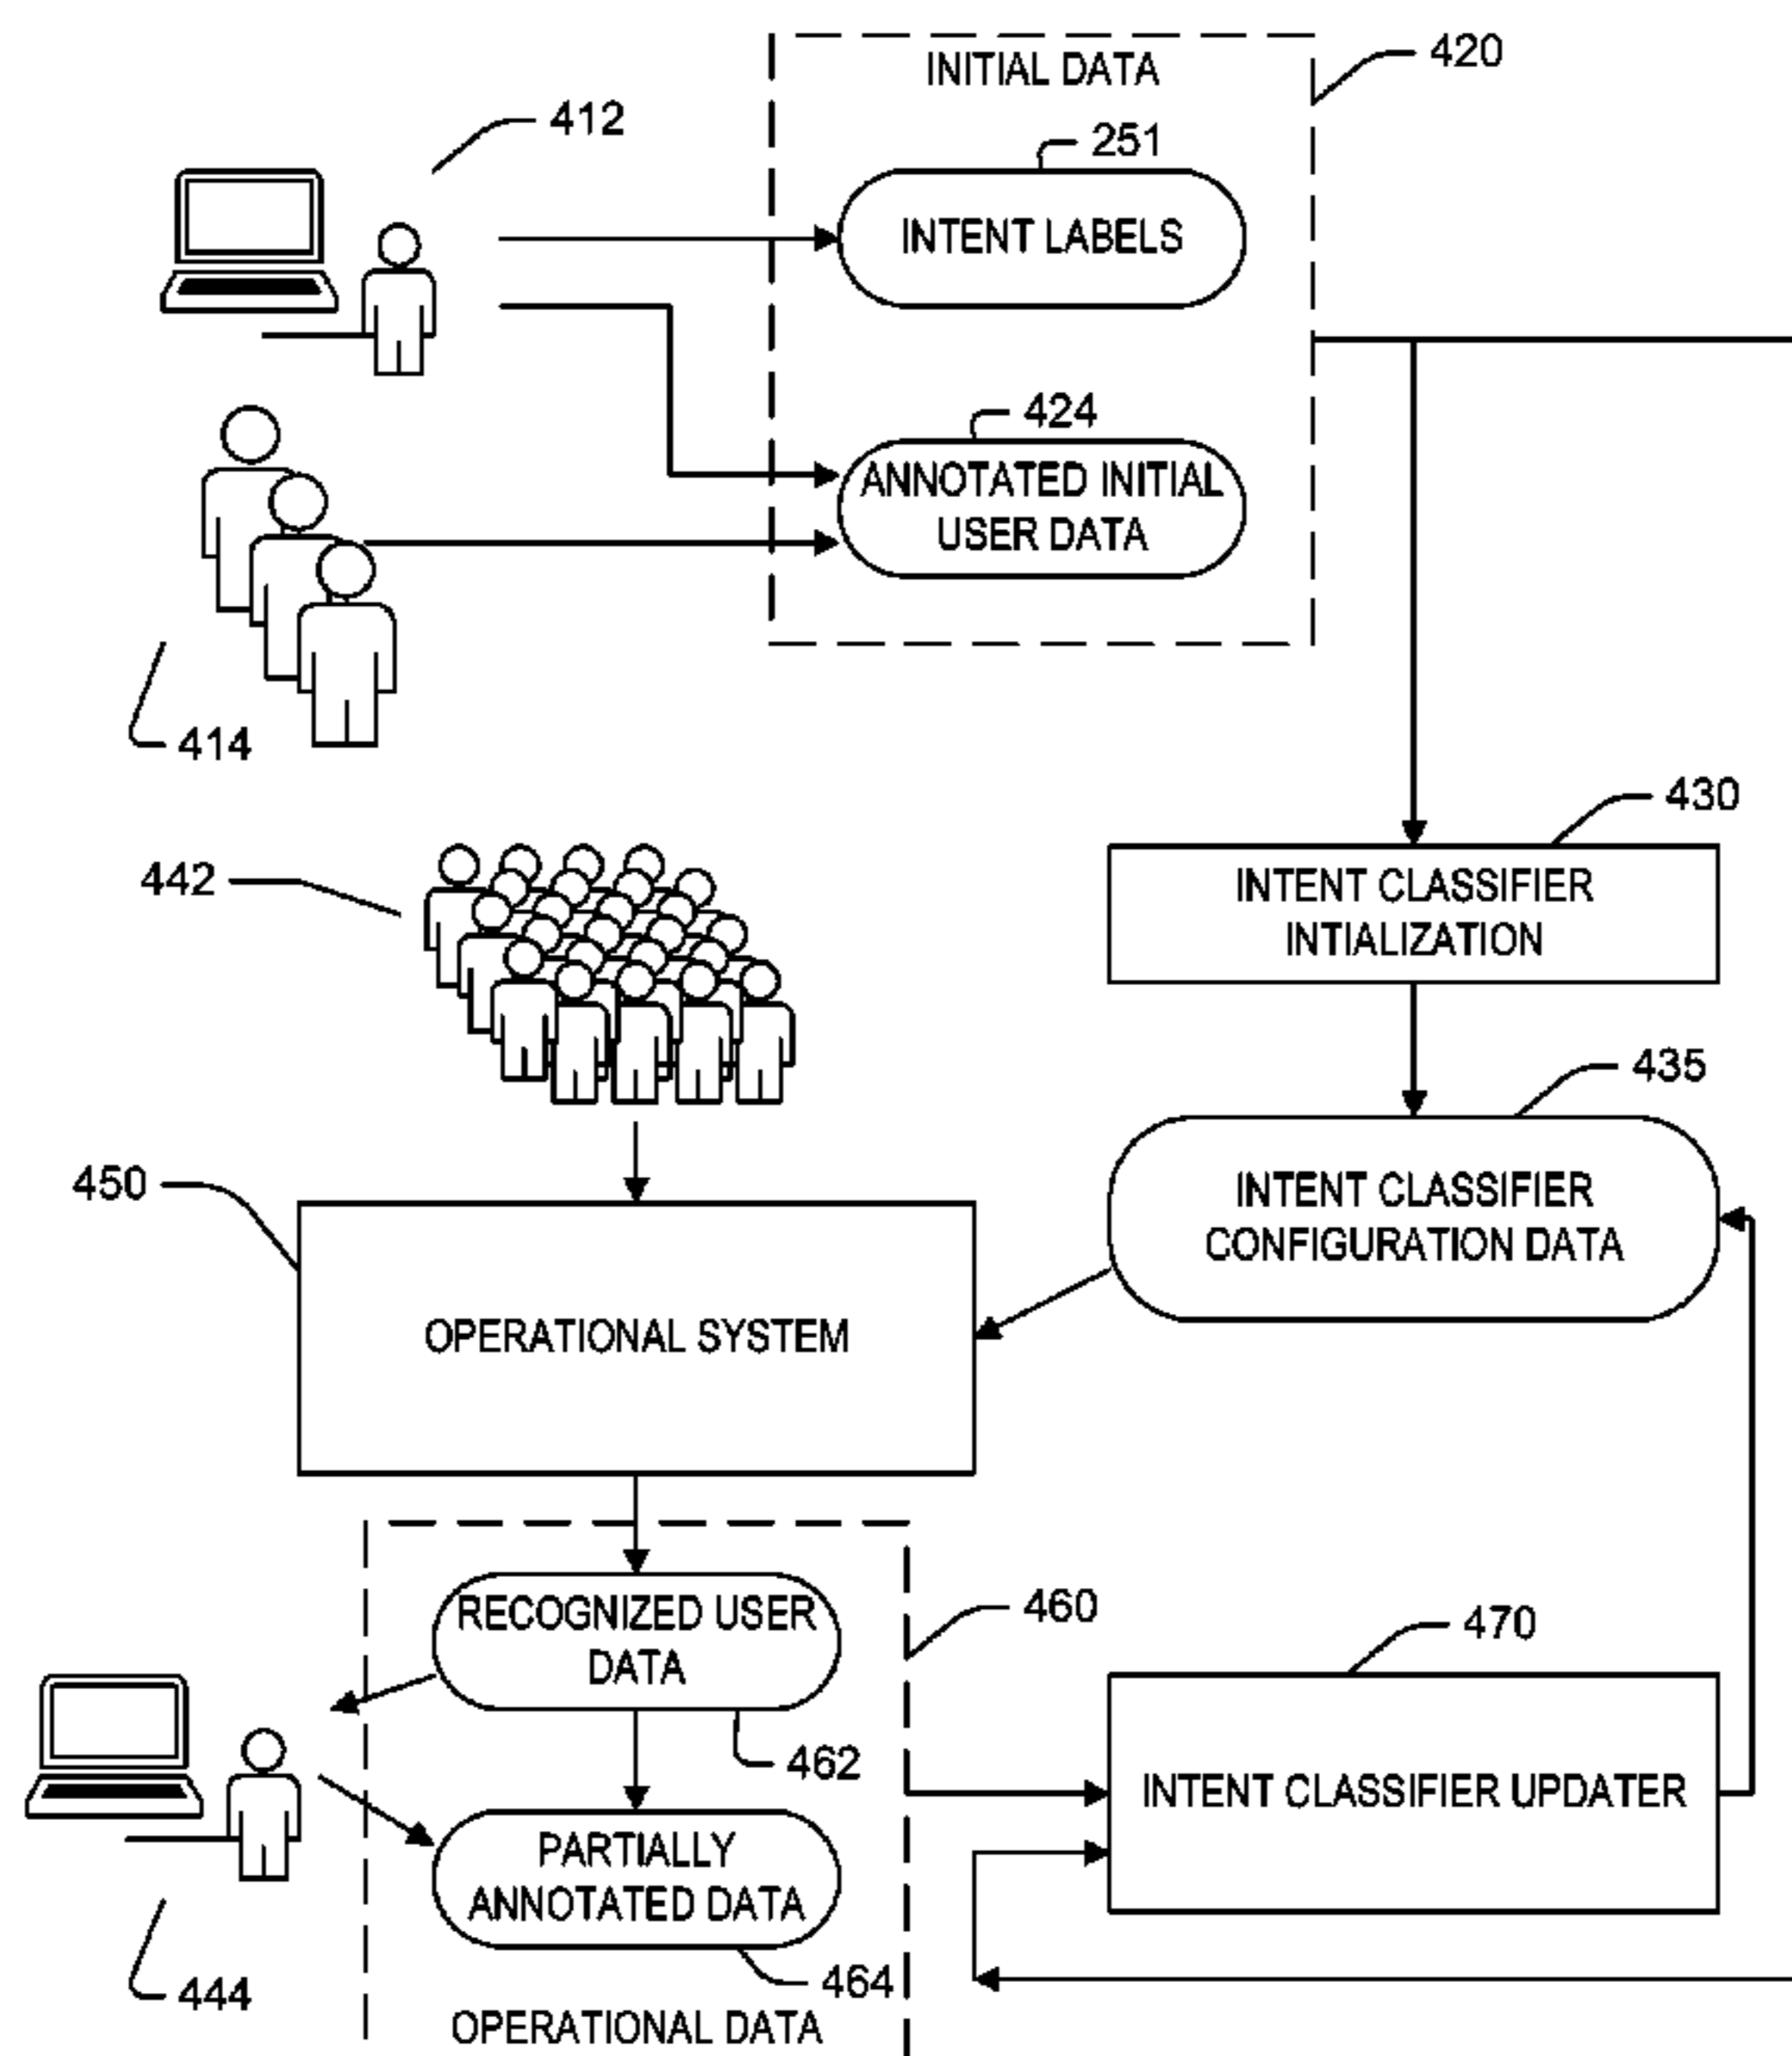 INITIAL DATA
420
412
251
INTENT LABELS
424
ANNOTATED INITIAL
USER DATA
414
430
442
INTENT CLASSIFIER
INTIALIZATION
435
450
INTENT CLASSIFIER
CONFIGURATION DATA
OPERATIONAL SYSTEM
460
470
RECOGNIZED USER
DATA
462
INTENT CLASSIFIER UPDATER
PARTIALLY
ANNOTATED DATA
464
444
OPERATIONAL DATA